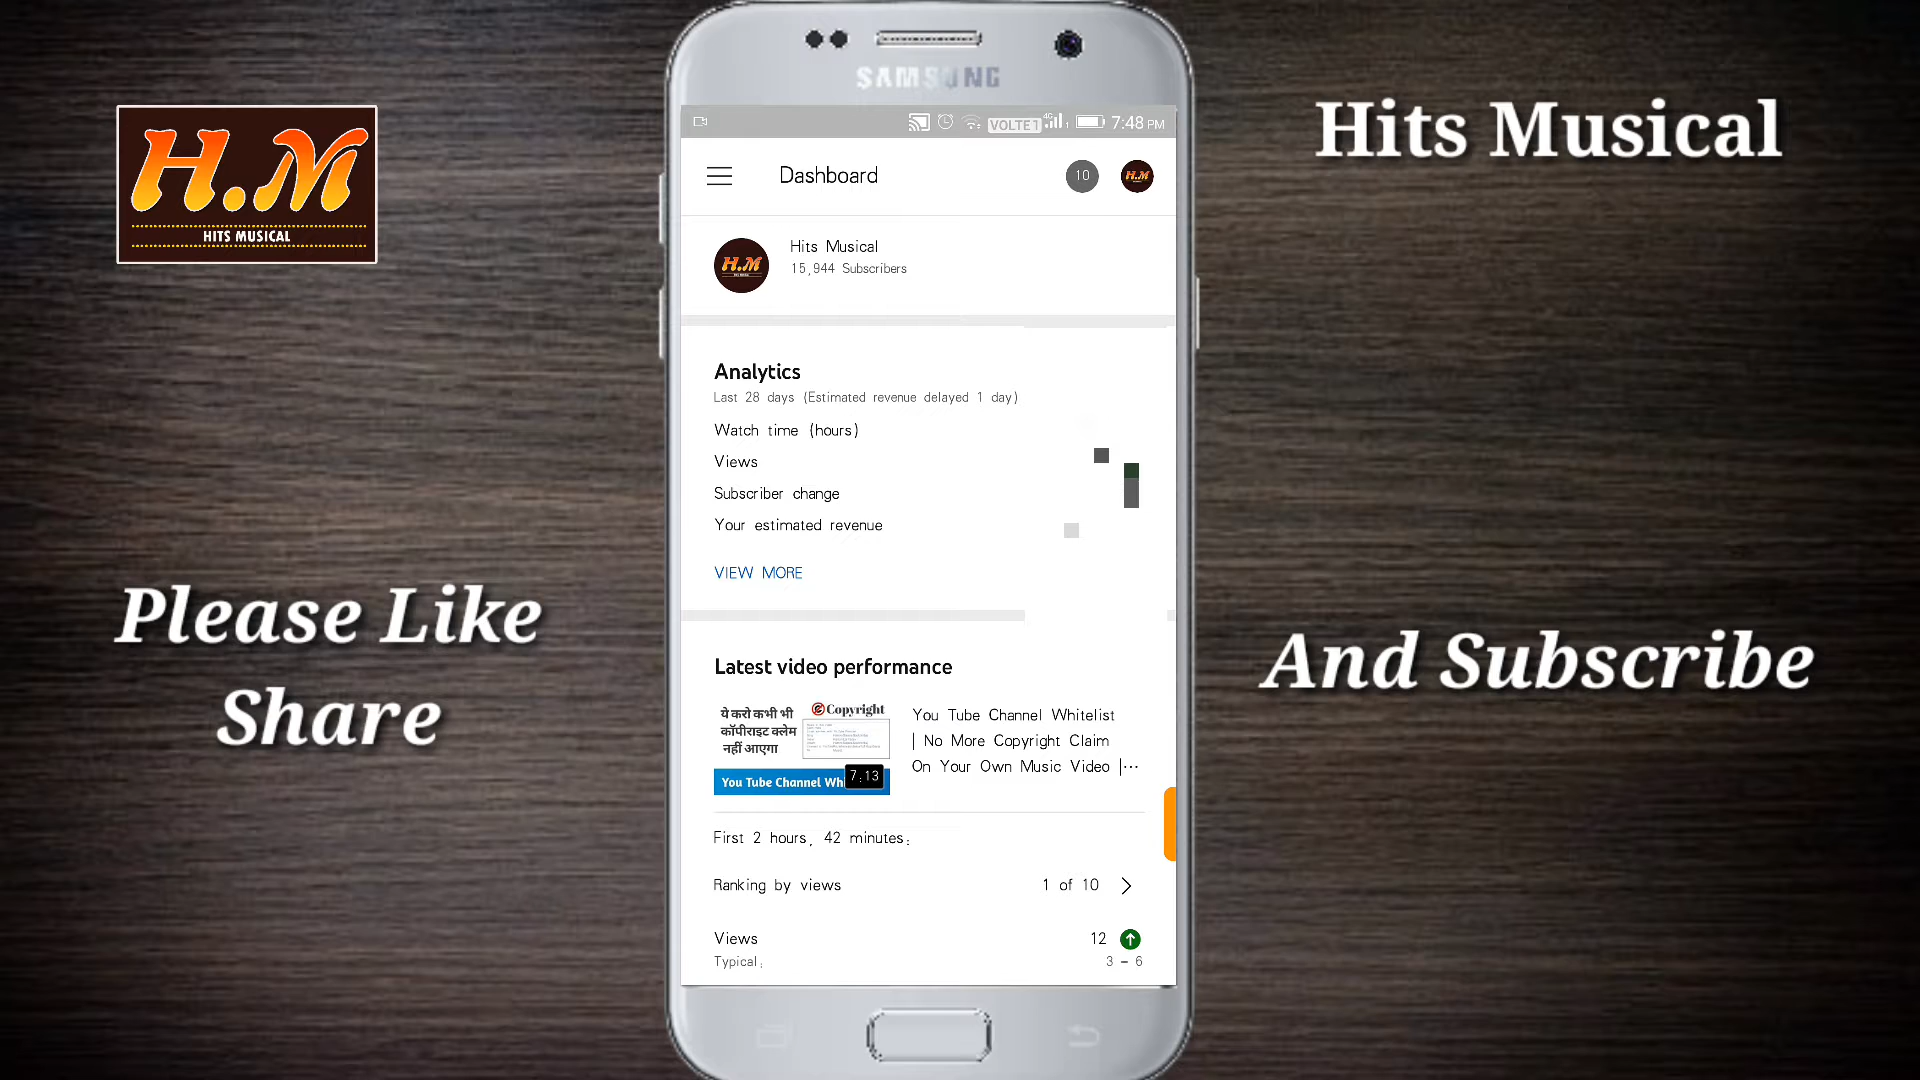 H.M
HITS MUSICAL
Hits Musical
SAMSUNG
VOLTE1 4G 1 7:48 PM
Dashboard
10
H.M
H.M
Hits Musical
15,944 Subscribers
Analytics
Last 28 days (Estimated revenue delayed 1 day)
Watch time (hours)
Views
Subscriber change
Your estimated revenue
VIEW MORE
Please Like
Share
And Subscribe
Latest video performance
ये करो कभी भी
कॉपीराइट क्लेम
नहीं आएगा
Copyright
You Tube Channel Wh
7:13
You Tube Channel Whitelist
| No More Copyright Claim
On Your Own Music Video |...
First 2 hours, 42 minutes:
Ranking by views 1 of 10
Views 12
Typical: 3 – 6